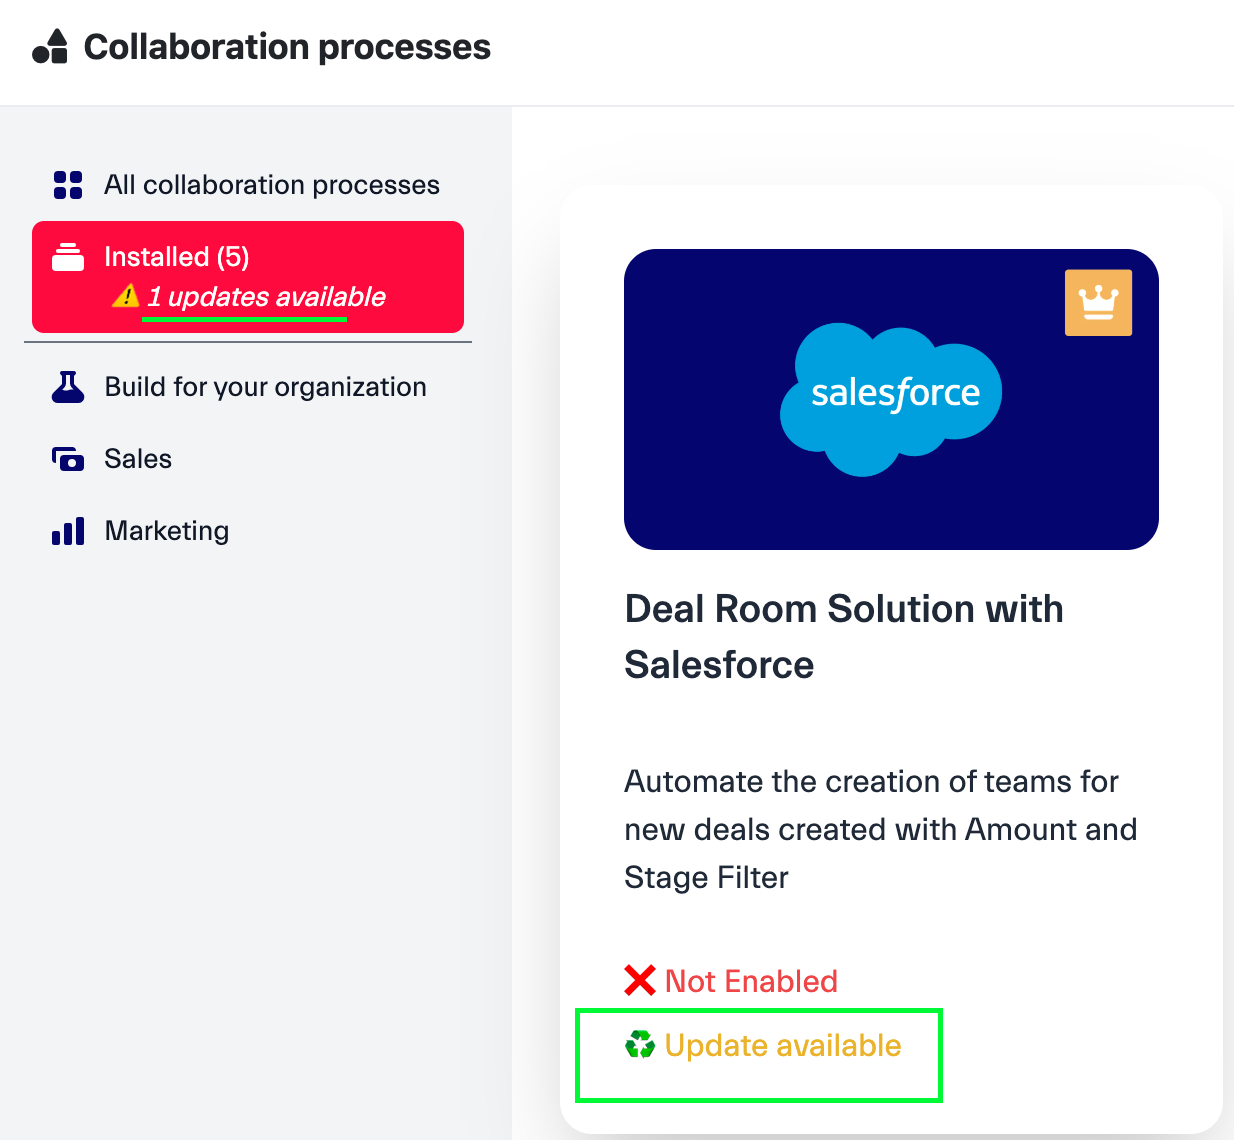 Collaboration processes
All collaboration processes
Installed (5)
1 updates available
Build for your organization
Sales
Marketing
salesforce
Deal Room Solution with
Salesforce
Automate the creation of teams for
new deals created with Amount and
Stage Filter
Not Enabled
Update available